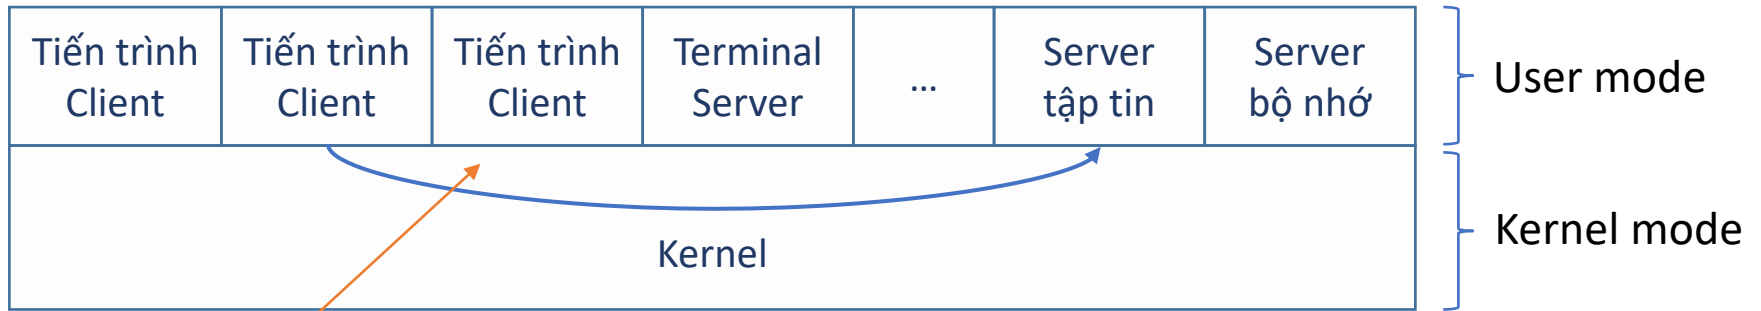 Tiến trình
Client
Tiến trình
Client
Tiến trình
Client
Terminal
Server
...
Server
tập tin
Server
bộ nhớ
User mode
Kernel
Kernel mode